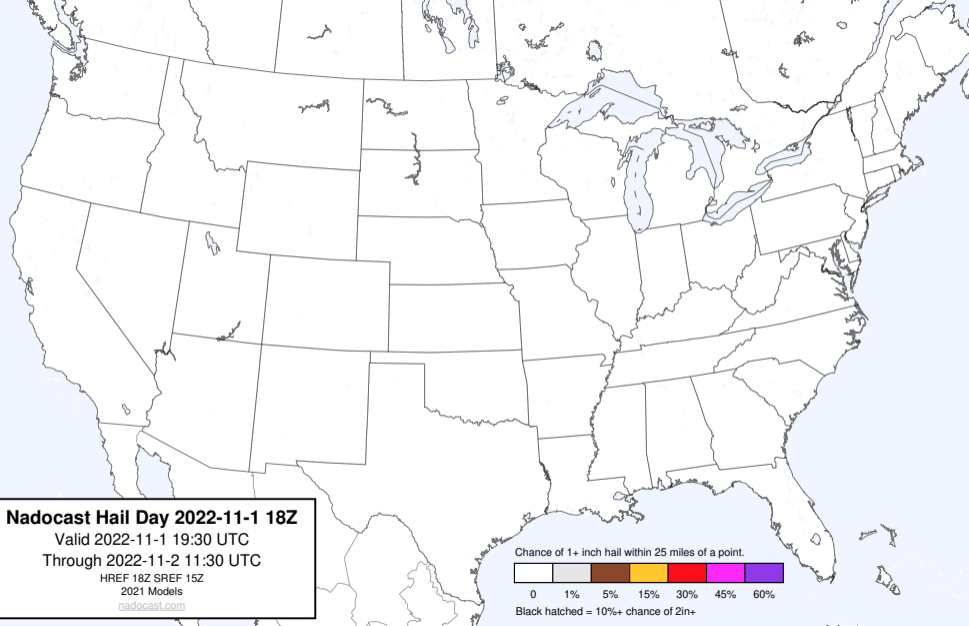 Nadocast Hail Day 2022-11-1 18Z
Valid 2022-11-1 19:30 UTC
Through 2022-11-2 11:30 UTC
HREF 18Z SREF 15Z
2021 Models
nadocast.com
Chance of 1+ inch hail within 25 miles of a point.
0 1% 5% 15% 30% 45% 60%
Black hatched = 10%+ chance of 2in+